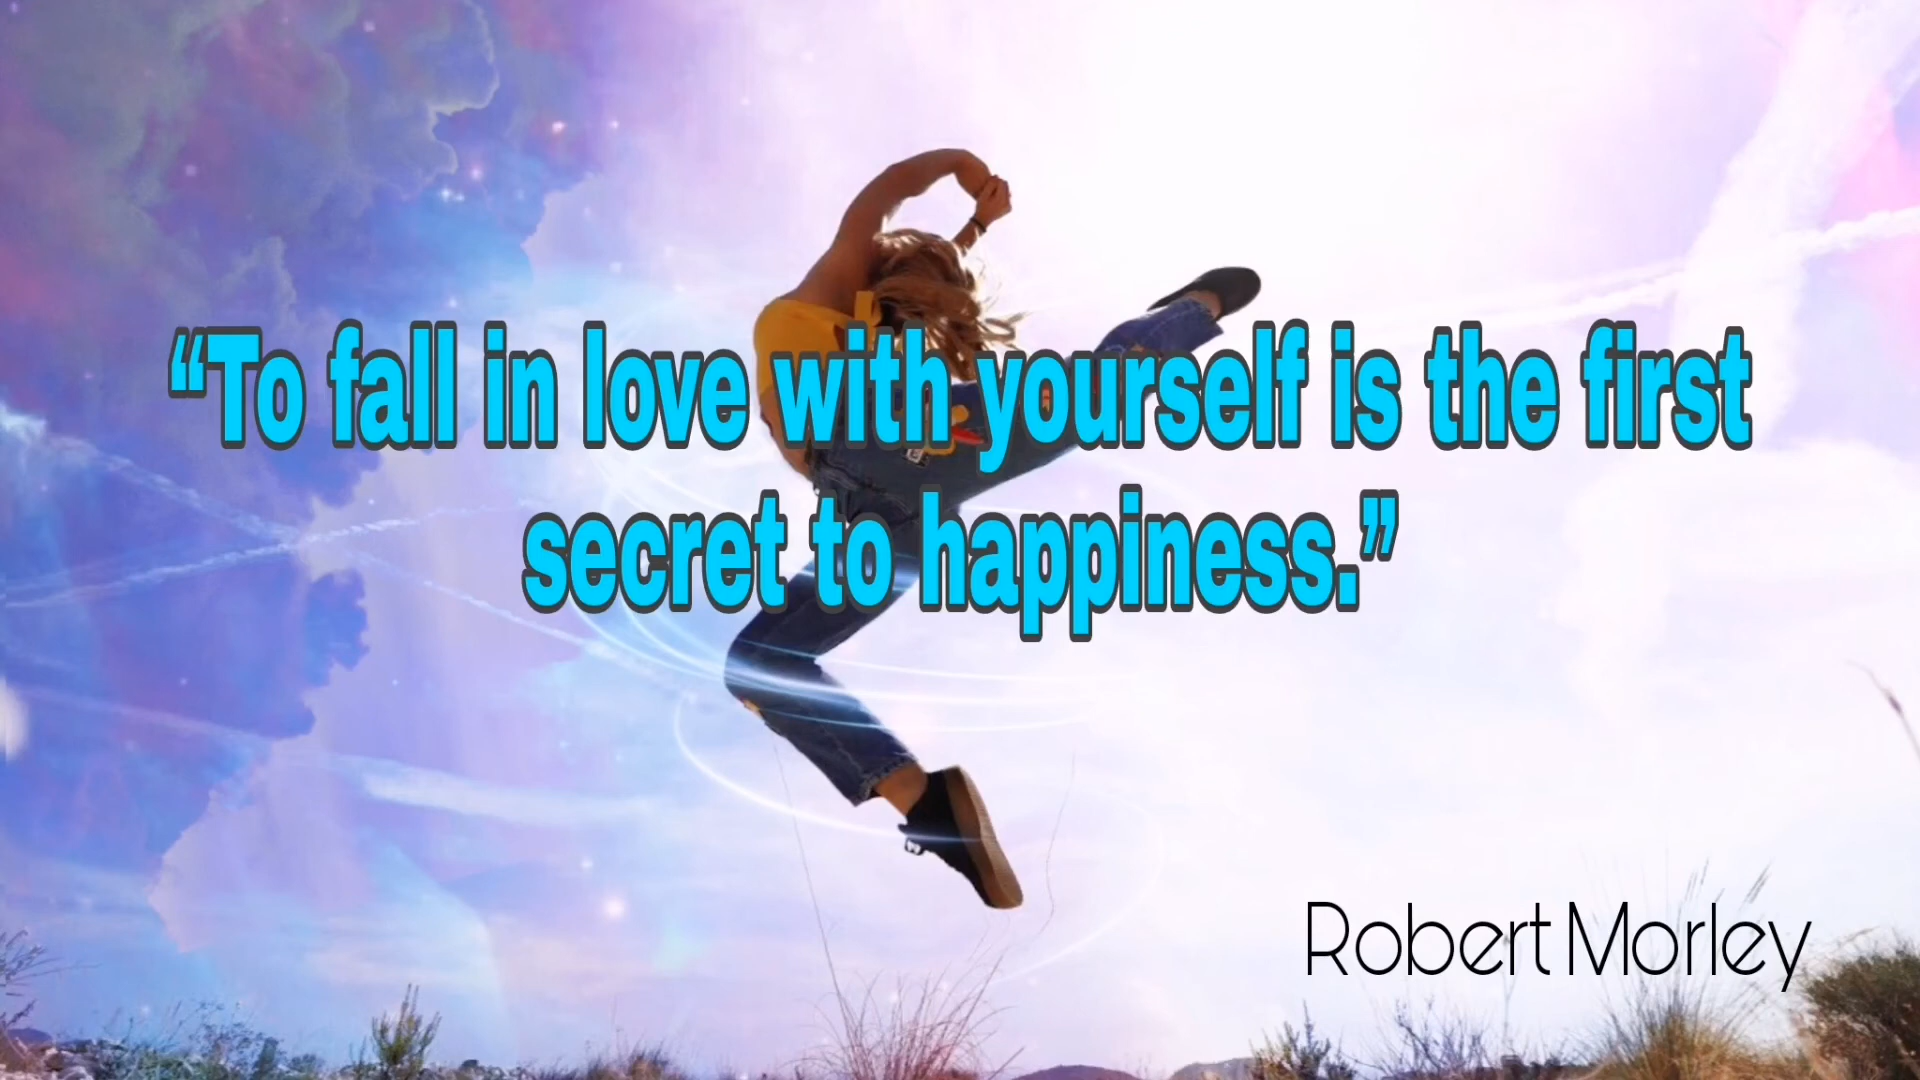 “To fall in love with yourself is the first
secret to happiness.”
Robert Morley